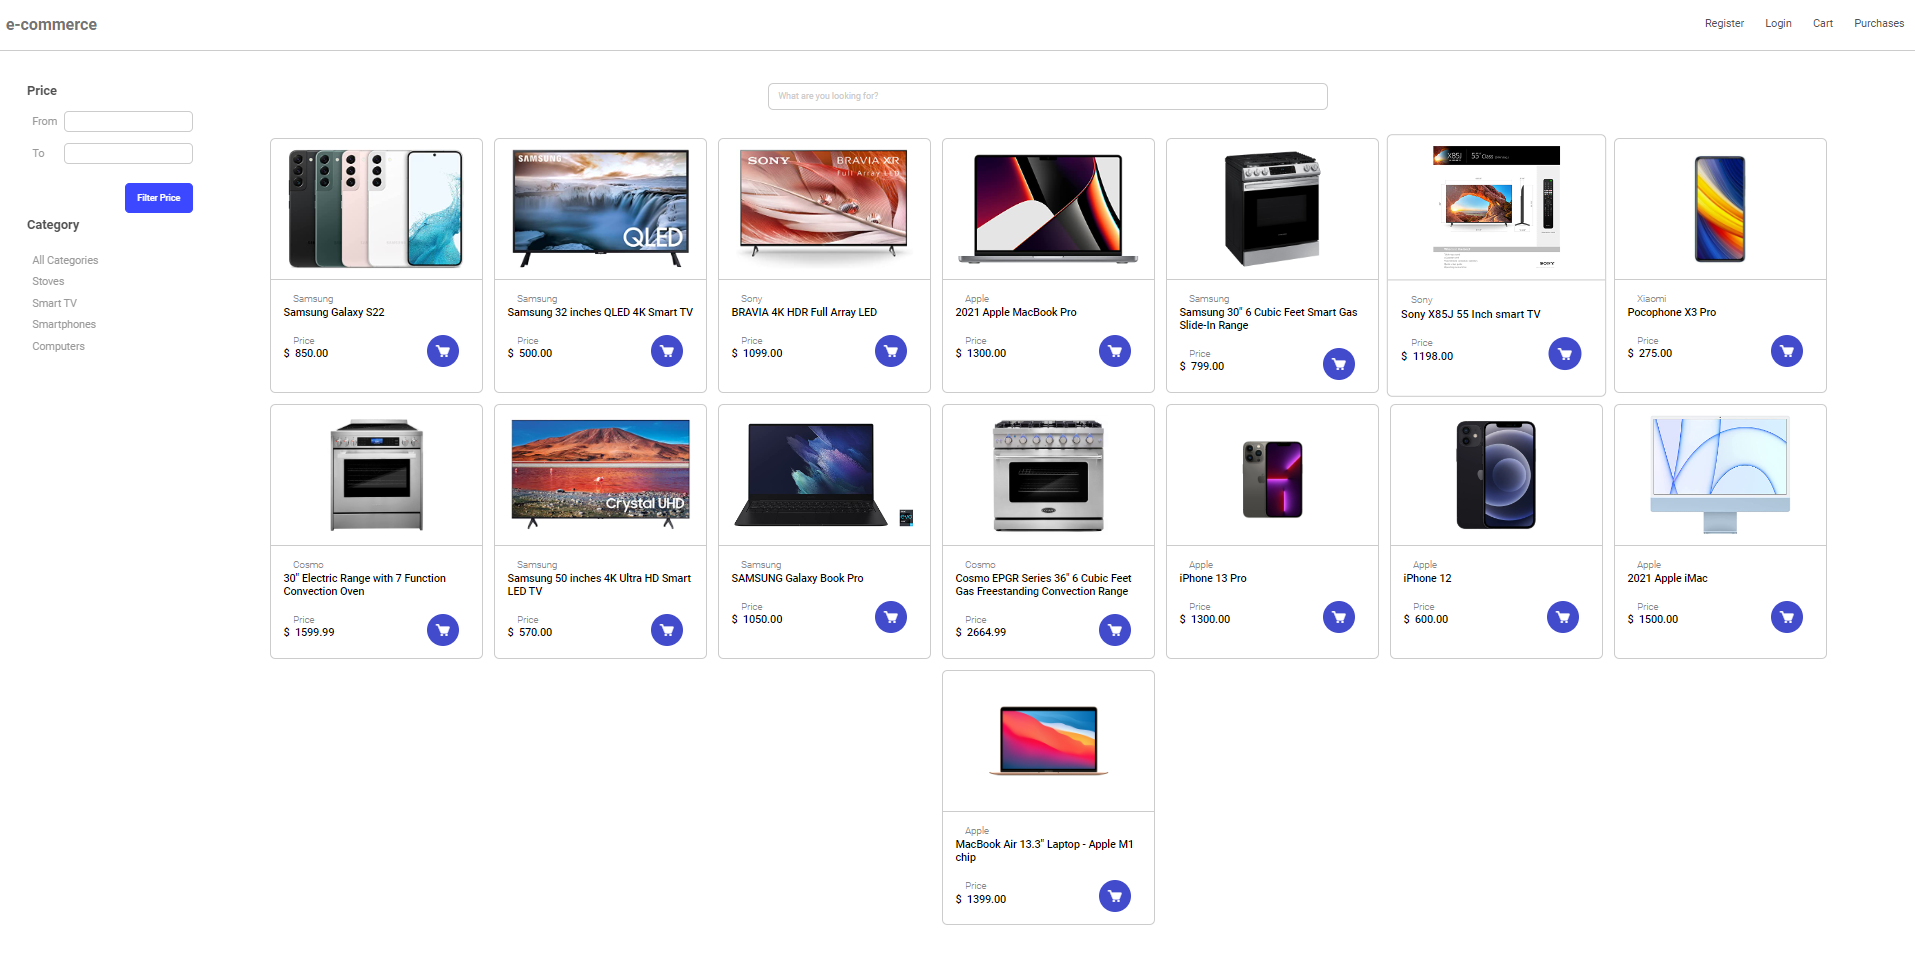 e-commerce
Register
Login
Cart
Purchases
Price
From
To
Filter Price
Category
All Categories
Stoves
Smart TV
Smartphones
Computers
What are you looking for?
Samsung
Samsung Galaxy S22
Price
$ 850.00
SAMSUNG
QLED
Samsung
Samsung 32 inches QLED 4K Smart TV
Price
$ 500.00
SONY
BRAVIA XR
Full Array LED
Sony
BRAVIA 4K HDR Full Array LED
Price
$ 1099.00
Apple
2021 Apple MacBook Pro
Price
$ 1300.00
Samsung
Samsung 30" 6 Cubic Feet Smart Gas
Slide-In Range
Price
$ 799.00
X85J
55" Class
SONY
Sony
Sony X85J 55 Inch smart TV
Price
$ 1198.00
Xiaomi
Pocophone X3 Pro
Price
$ 275.00
Cosmo
30" Electric Range with 7 Function
Convection Oven
Price
$ 1599.99
Crystal UHD
Samsung
Samsung 50 inches 4K Ultra HD Smart
LED TV
Price
$ 570.00
Samsung
SAMSUNG Galaxy Book Pro
Price
$ 1050.00
Cosmo
Cosmo EPGR Series 36" 6 Cubic Feet
Gas Freestanding Convection Range
Price
$ 2664.99
Apple
iPhone 13 Pro
Price
$ 1300.00
Apple
iPhone 12
Price
$ 600.00
Apple
2021 Apple iMac
Price
$ 1500.00
Apple
MacBook Air 13.3" Laptop - Apple M1
chip
Price
$ 1399.00